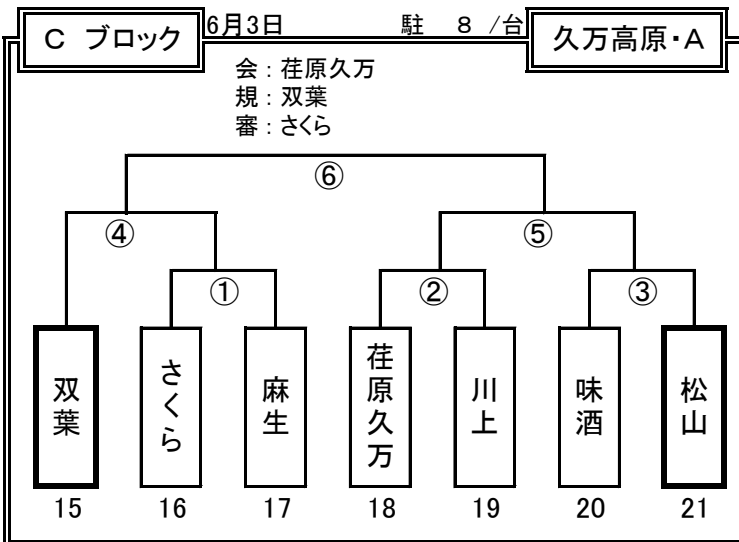 C ブロック 6月3日 駐 8 /台 久万高原・A
会：荏原久万
規：双葉
審：さくら
⑥
④ ⑤
① ② ③
双葉 さくら 麻生 荏原久万 川上 味酒 松山
15 16 17 18 19 20 21